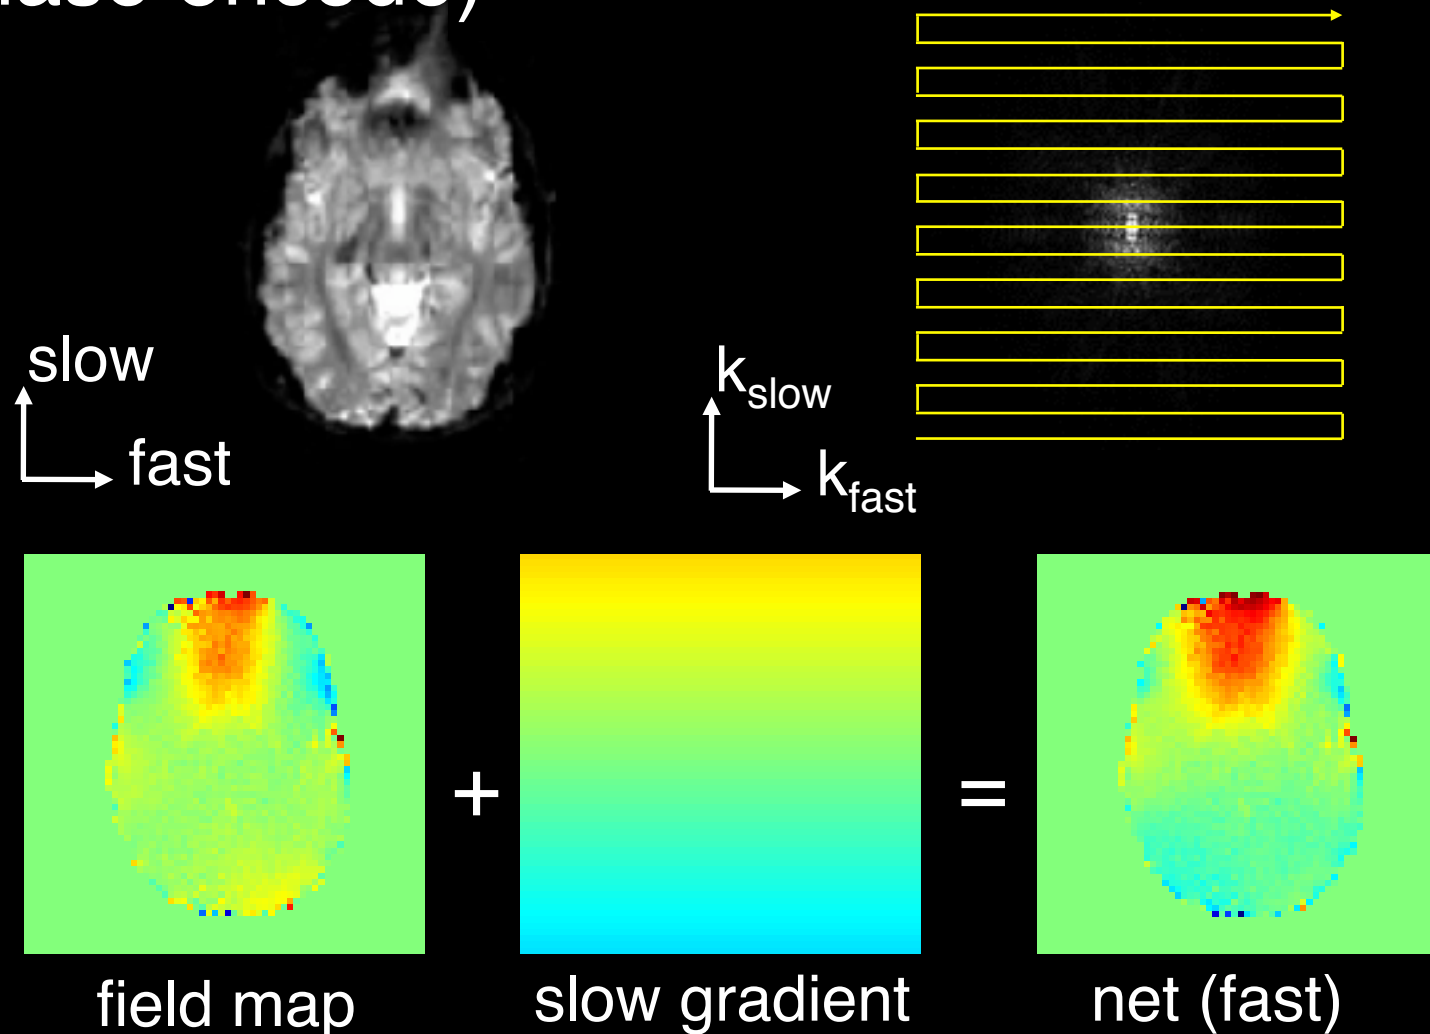 slow
fast
kslow
kfast
+
=
field map
slow gradient
net (fast)